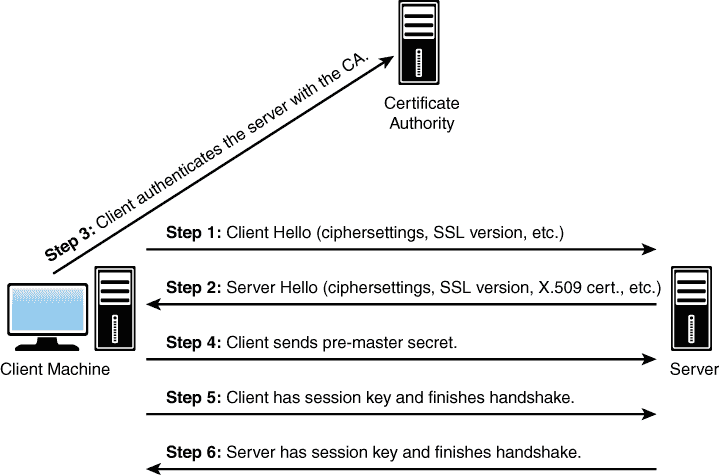 Certificate
Authority
Step 3: Client authenticates the server with the CA.
Step 1: Client Hello (ciphersettings, SSL version, etc.)
Step 2: Server Hello (ciphersettings, SSL version, X.509 cert., etc.)
Client Machine
Server
Step 4: Client sends pre-master secret.
Step 5: Client has session key and finishes handshake.
Step 6: Server has session key and finishes handshake.